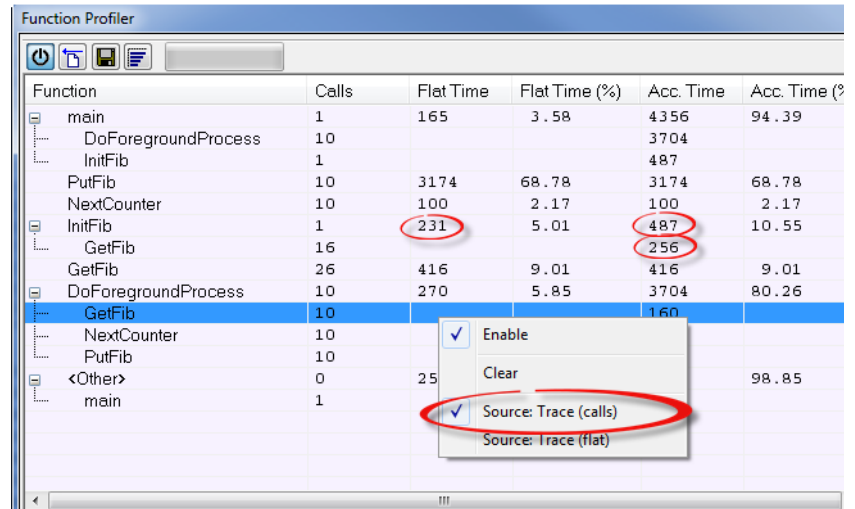 Function Profiler
Function Calls Flat Time Flat Time (%) Acc. Time Acc. Time (%
main 1 165 3.58 4356 94.39
DoForegroundProcess 10 3704
InitFib 1 487
PutFib 10 3174 68.78 3174 68.78
NextCounter 10 100 2.17 100 2.17
InitFib 1 231 5.01 487 10.55
GetFib 16 256
GetFib 26 416 9.01 416 9.01
DoForegroundProcess 10 270 5.85 3704 80.26
GetFib 10 160
NextCounter 10
PutFib 10
<Other> 0 25 98.85
main 1
Enable
Clear
Source: Trace (calls)
Source: Trace (flat)